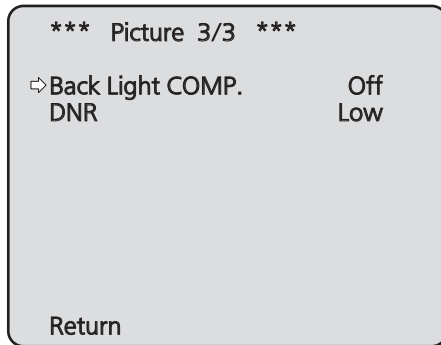 *** Picture 3/3 ***
⇨Back Light COMP. Off
DNR Low
Return